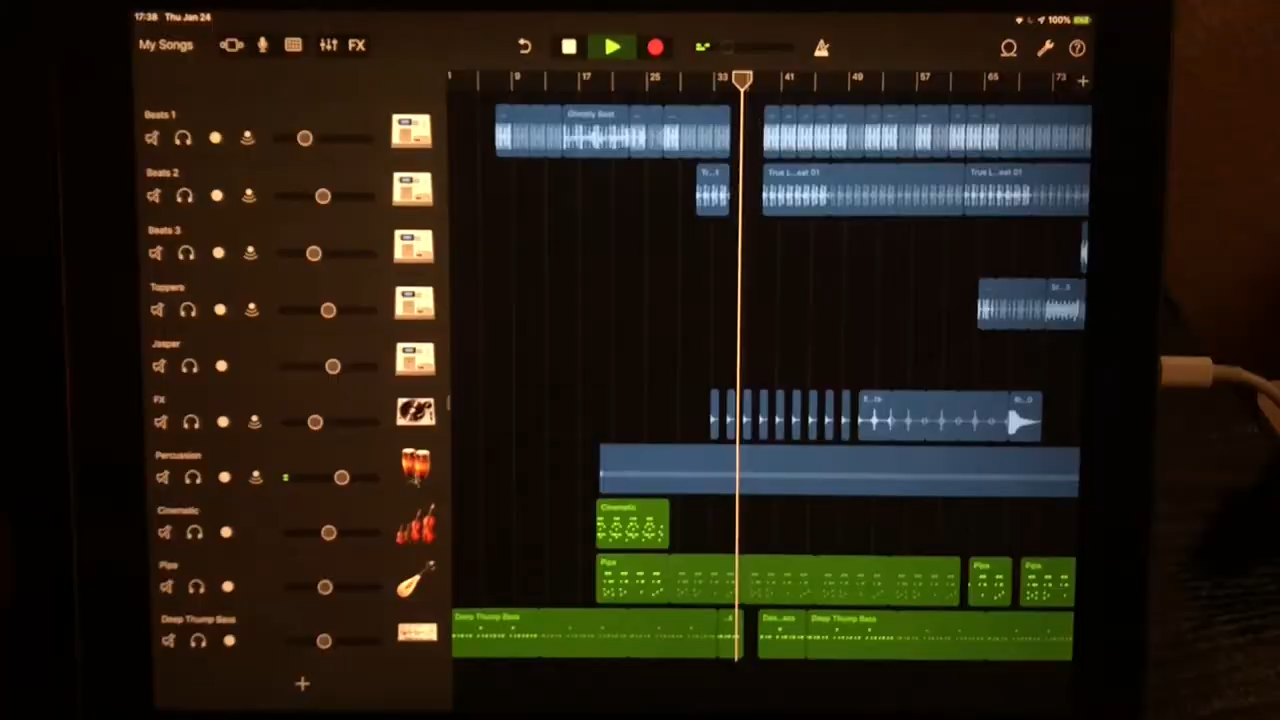 17:38 Thu Jan 24
100%
My Songs
FX
1 9 17 25 33 41 49 57 65 73 +
Beats 1
Beats 2
Beats 3
Toppers
Jasper
FX
Percussion
Cinematic
Pipa
Deep Thump Bass
+
Ghostly Beat
Tr...1
True L...eat 01
True L...eat 01
Cinematic
Pipa
Pipa
Pipa
Deep Thump Bass
Deep Thump Bass